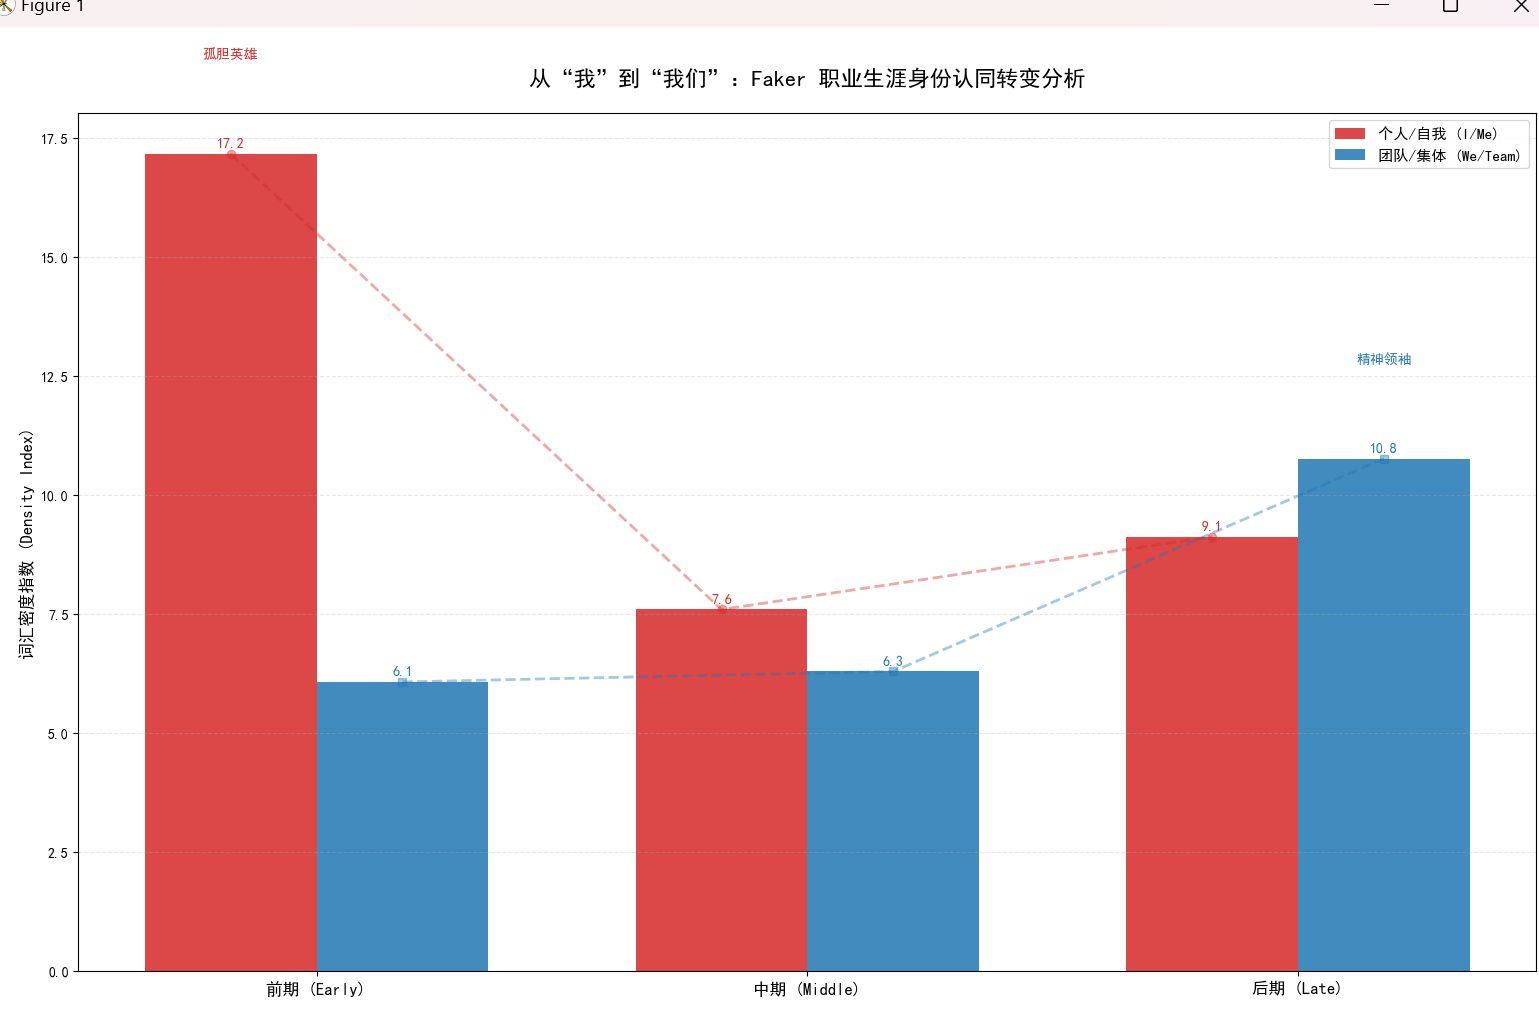 Figure 1
孤胆英雄
从“我”到“我们”：Faker 职业生涯身份认同转变分析
个人/自我 (I/Me)
团队/集体 (We/Team)
词汇密度指数 (Density Index)
17.5
15.0
12.5
10.0
7.5
5.0
2.5
0.0
17.2
6.1
7.6
6.3
9.1
10.8
精神领袖
前期 (Early)
中期 (Middle)
后期 (Late)